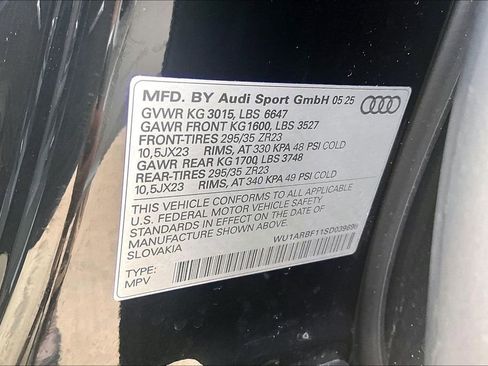 MFD. BY Audi Sport GmbH 05 25
GVWR KG 3015, LBS 6647
GAWR FRONT KG1600, LBS 3527
FRONT-TIRES 295/35 ZR23
10,5JX23 RIMS, AT 330 KPA 48 PSI COLD
GAWR REAR KG1700 LBS 3748
REAR-TIRES 295/35 ZR23
10,5JX23 RIMS, AT 340 KPA 49 PSI COLD
THIS VEHICLE CONFORMS TO ALL APPLICABLE
U.S. FEDERAL MOTOR VEHICLE SAFETY
STANDARDS IN EFFECT ON THE DATE OF
MANUFACTURE SHOWN ABOVE.
SLOVAKIA
TYPE:
MPV